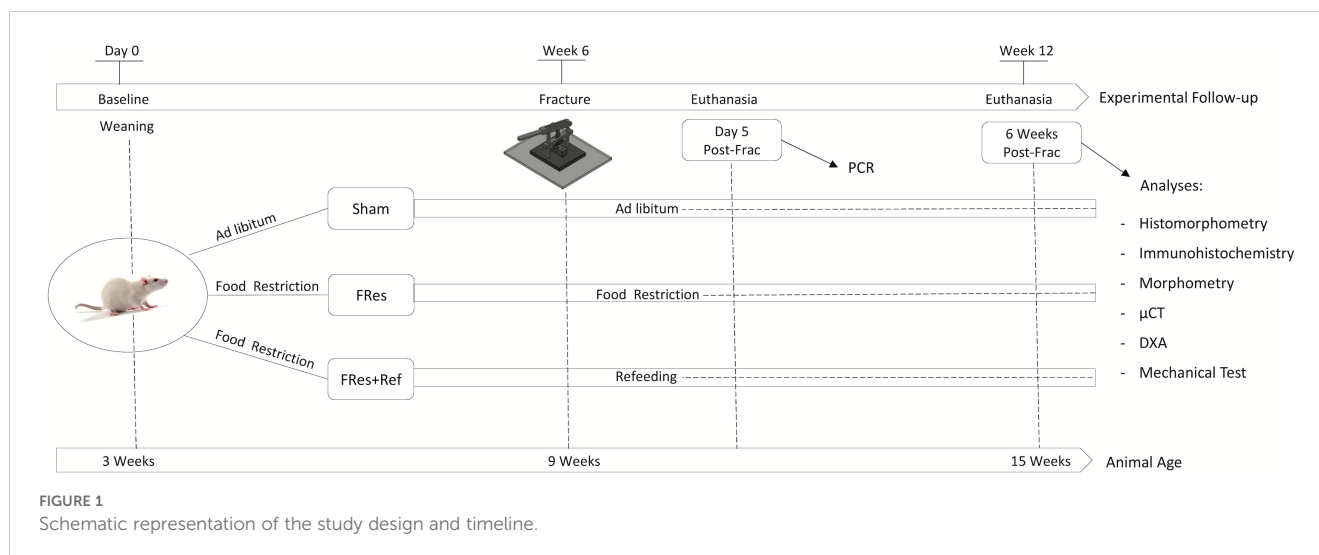 Day 0
Week 6
Week 12
Baseline
Fracture
Euthanasia
Euthanasia
Experimental Follow-up
Weaning
Day 5
Post-Frac
6 Weeks
Post-Frac
PCR
Analyses:
Ad libitum
Sham
Ad libitum
- Histomorphometry
- Immunohistochemistry
Food Restriction
FRes
Food Restriction
- Morphometry
- µCT
- DXA
Food Restriction
FRes+Ref
Refeeding
- Mechanical Test
3 Weeks
9 Weeks
15 Weeks
Animal Age
FIGURE 1
Schematic representation of the study design and timeline.